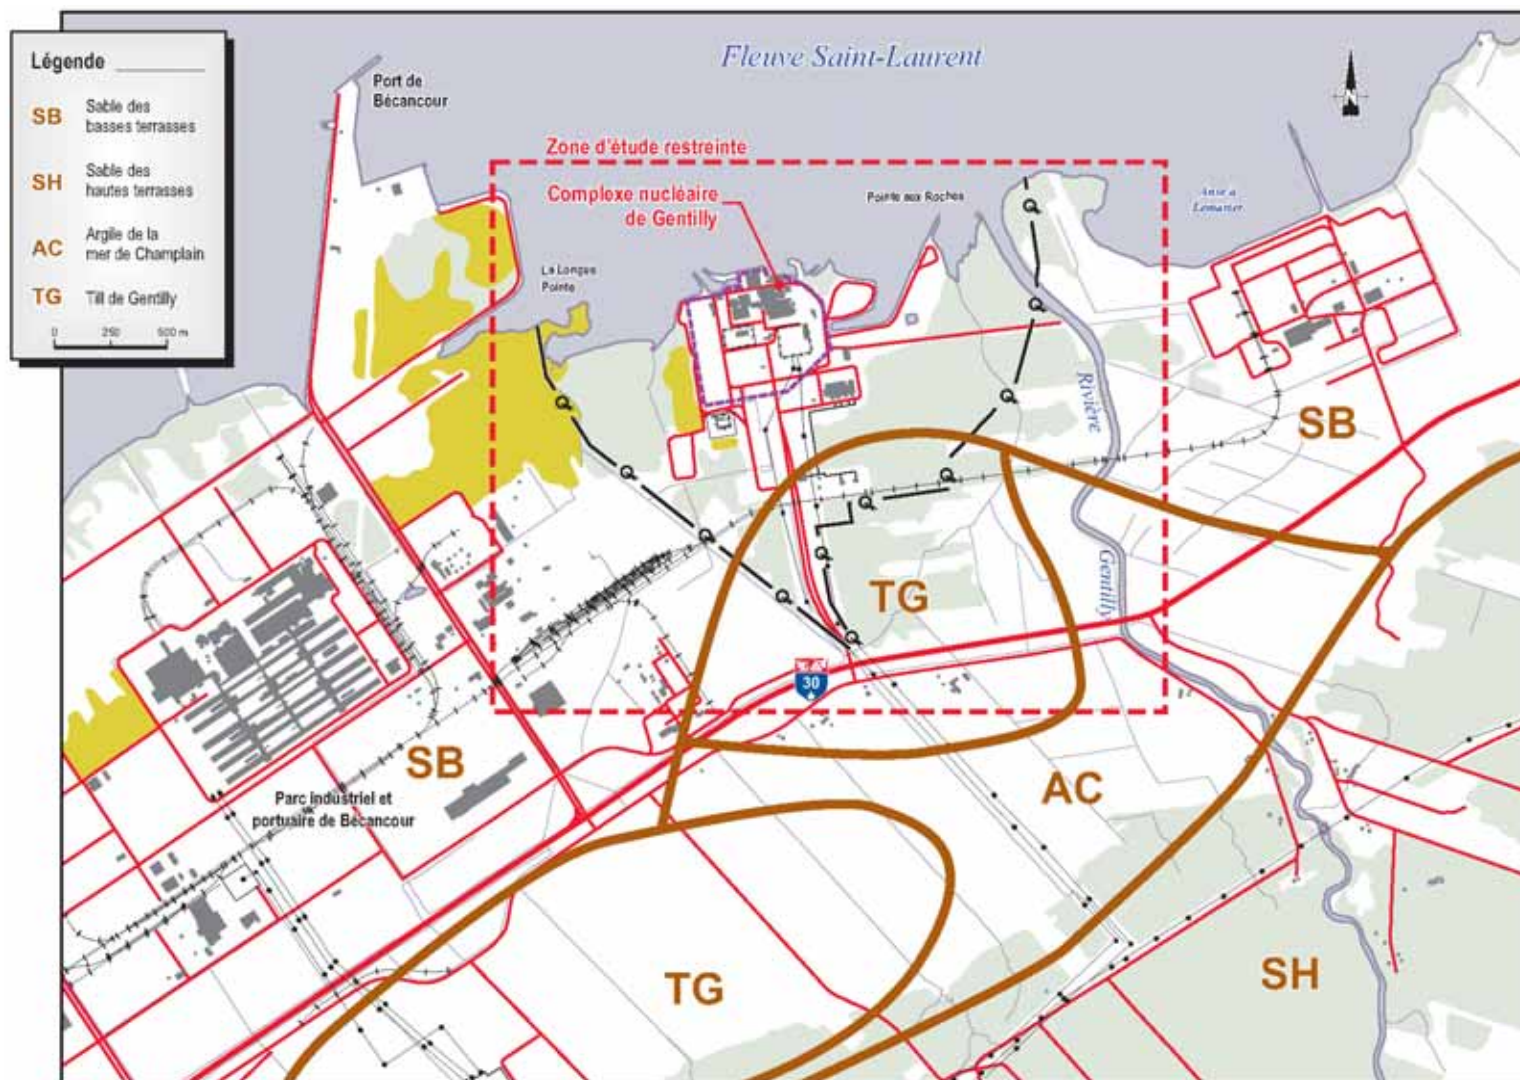 Légende
SB
Sable des
basses terrasses
SH
Sable des
hautes terrasses
AC
Argile de la
mer de Champlain
TG
Till de Gentilly
0 250 500 m
Port de
Bécancour
Fleuve Saint-Laurent
N
Zone d'étude restreinte
Complexe nucléaire
de Gentilly
Pointe aux Roches
Anse à
Lemarier
La Longue
Pointe
Rivière
Gentilly
SB
TG
30
SB
AC
Parc industriel et
portuaire de Bécancour
TG
SH